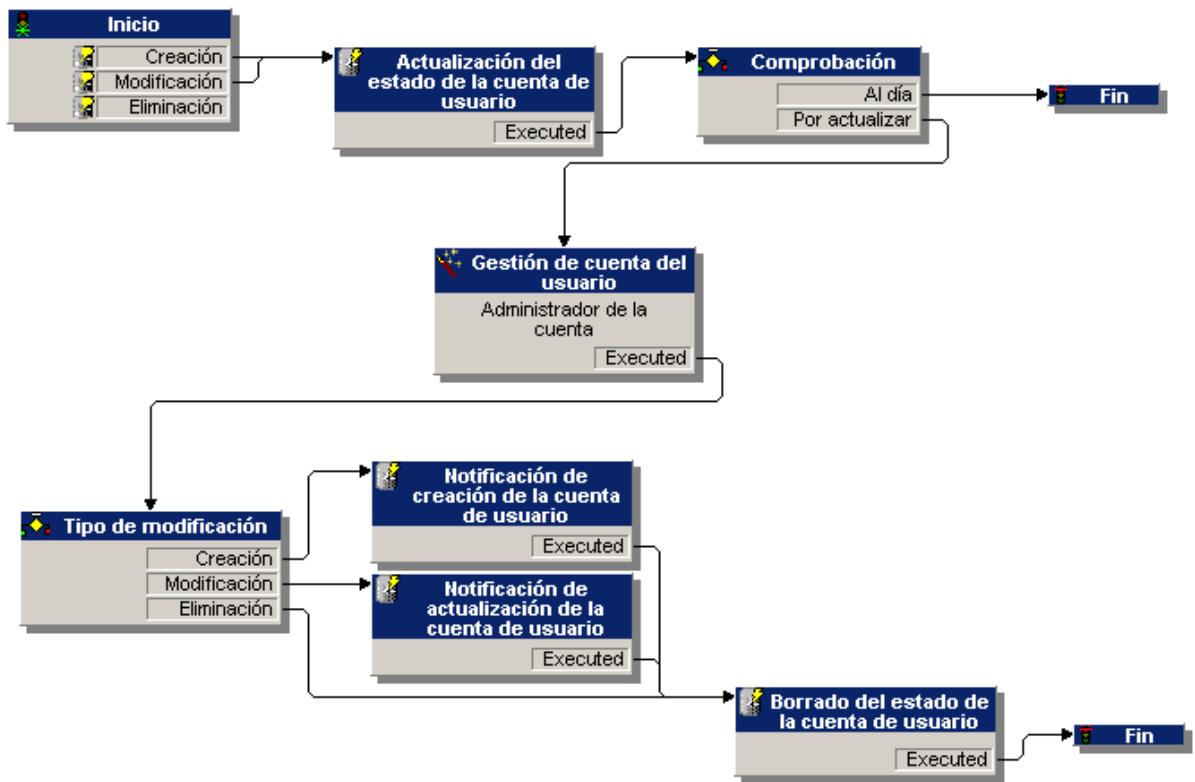 Inicio
Creación
Modificación
Eliminación
Actualización del
estado de la cuenta de
usuario
Executed
Comprobación
Al día
Por actualizar
Fin
Gestión de cuenta del
usuario
Administrador de la
cuenta
Executed
Tipo de modificación
Creación
Modificación
Eliminación
Notificación de
creación de la cuenta
de usuario
Executed
Notificación de
actualización de la
cuenta de usuario
Executed
Borrado del estado de
la cuenta de usuario
Executed
Fin